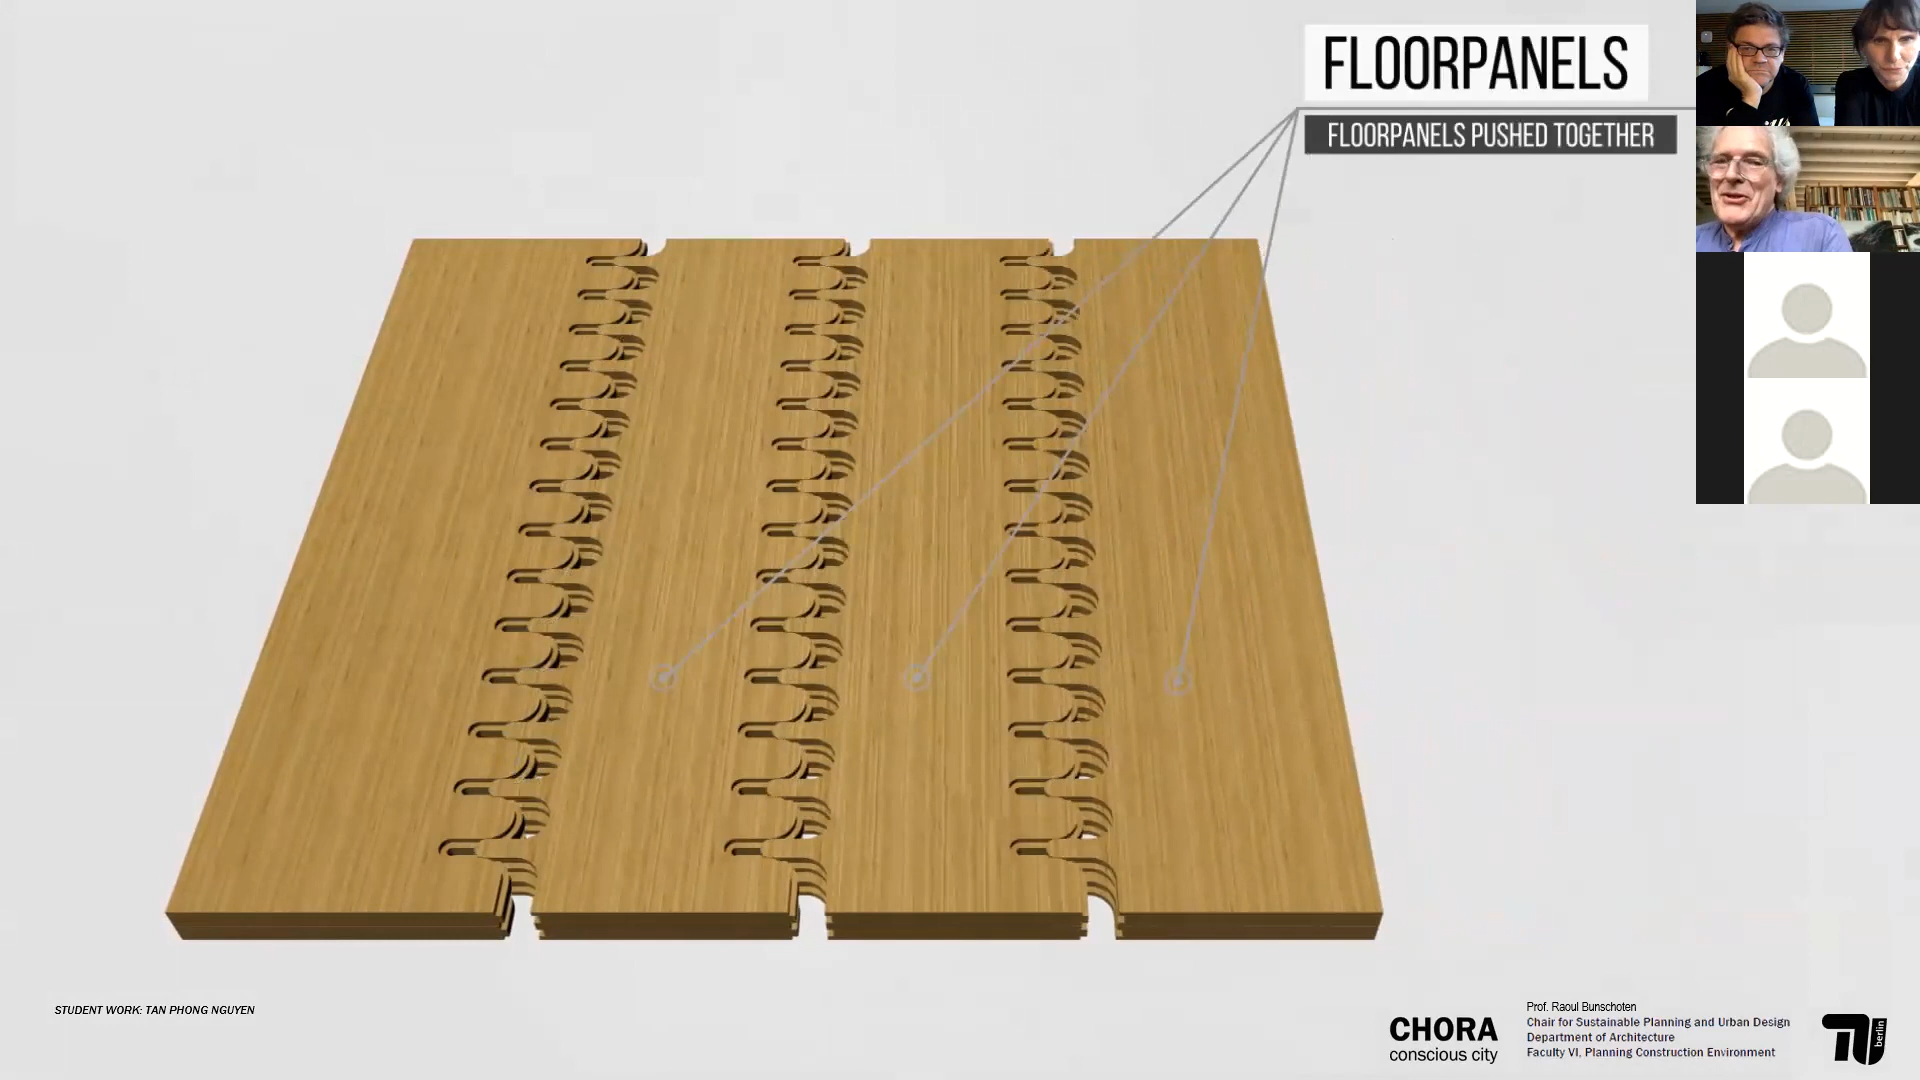 FLOORPANELS
FLOORPANELS PUSHED TOGETHER
STUDENT WORK: TAN PHONG NGUYEN
CHORA
conscious city
Prof. Raoul Bunschoten
Chair for Sustainable Planning and Urban Design
Department of Architecture
Faculty VI, Planning Construction Environment
berlin